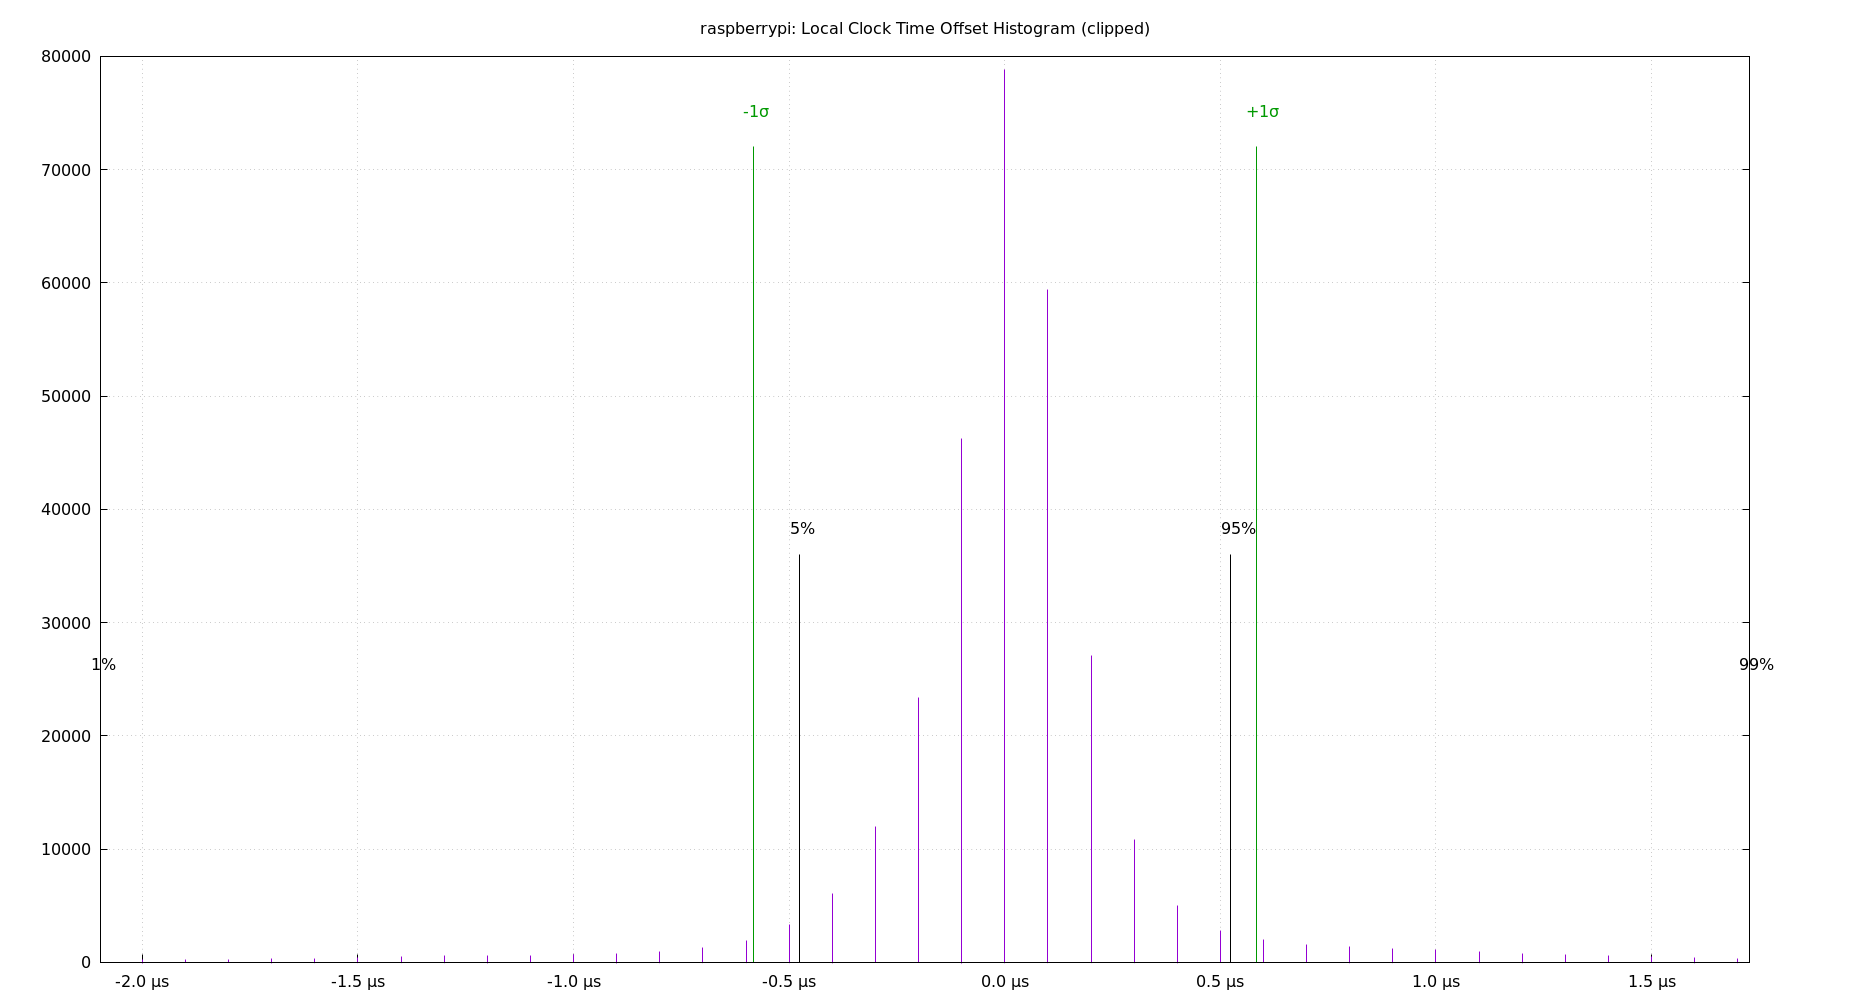 raspberrypi: Local Clock Time Offset Histogram (clipped)
80000
-1σ
+1σ
70000
60000
50000
40000
5%
95%
30000
1%
99%
20000
10000
0
-2.0 µs
-1.5 µs
-1.0 µs
-0.5 µs
0.0 µs
0.5 µs
1.0 µs
1.5 µs